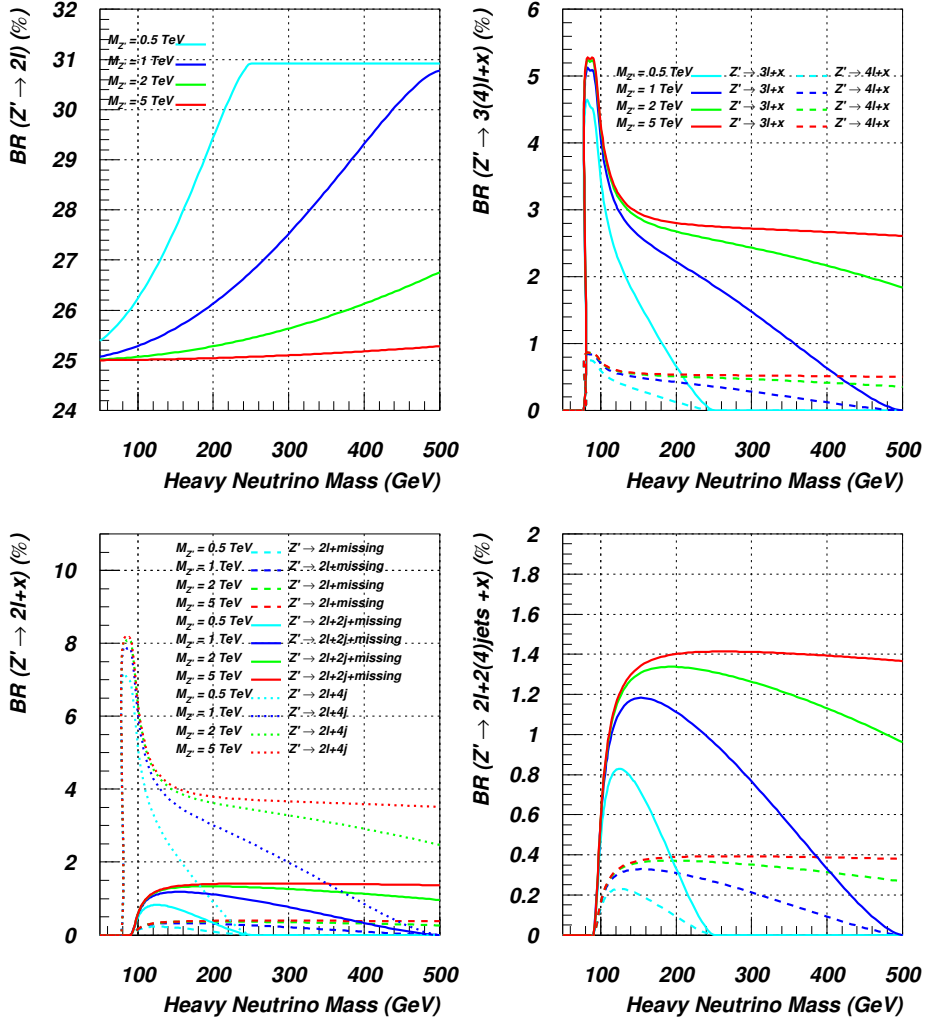 BR (Z' → 2l) (%)
32
31
30
29
28
27
26
25
24
M_Z' = 0.5 TeV
M_Z' = 1 TeV
M_Z' = 2 TeV
M_Z' = 5 TeV
100 200 300 400 500
Heavy Neutrino Mass (GeV)
BR (Z' → 3(4)l+x) (%)
6
5
4
3
2
1
0
M_Z' = 0.5 TeV Z' → 3l+x Z' → 4l+x
M_Z' = 1 TeV Z' → 3l+x Z' → 4l+x
M_Z' = 2 TeV Z' → 3l+x Z' → 4l+x
M_Z' = 5 TeV Z' → 3l+x Z' → 4l+x
100 200 300 400 500
Heavy Neutrino Mass (GeV)
BR (Z' → 2l+x) (%)
10
8
6
4
2
0
M_Z' = 0.5 TeV Z' → 2l+missing
M_Z' = 1 TeV Z' → 2l+missing
M_Z' = 2 TeV Z' → 2l+missing
M_Z' = 5 TeV Z' → 2l+missing
M_Z' = 0.5 TeV Z' → 2l+2j+missing
M_Z' = 1 TeV Z' → 2l+2j+missing
M_Z' = 2 TeV Z' → 2l+2j+missing
M_Z' = 5 TeV Z' → 2l+2j+missing
M_Z' = 0.5 TeV Z' → 2l+4j
M_Z' = 1 TeV Z' → 2l+4j
M_Z' = 2 TeV Z' → 2l+4j
M_Z' = 5 TeV Z' → 2l+4j
100 200 300 400 500
Heavy Neutrino Mass (GeV)
BR (Z' → 2l+2(4)jets +x) (%)
2
1.8
1.6
1.4
1.2
1
0.8
0.6
0.4
0.2
0
100 200 300 400 500
Heavy Neutrino Mass (GeV)